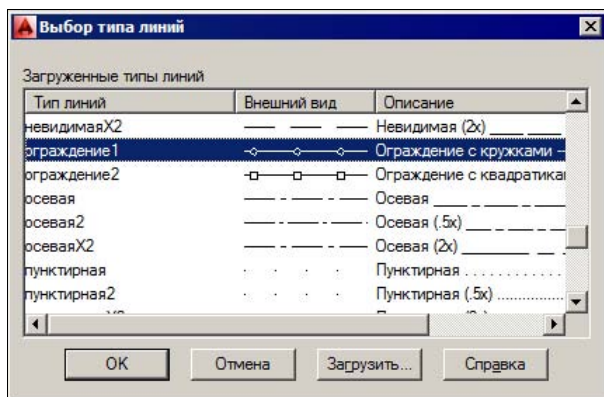 Выбор типа линий
Загруженные типы линий
Тип линий Внешний вид Описание
невидимаяX2 Невидимая (2x)
ограждение1 Ограждение с кружками
ограждение2 Ограждение с
осевая Осевая
осевая2 Осевая (.5x)
осеваяX2 Осевая (2x)
пунктирная Пунктирная
пунктирная2 Пунктирная (.5x)
OK Отмена Загрузить... Справка